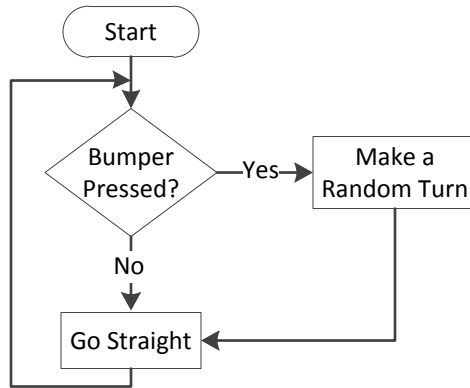 Start
Bumper
Pressed?
Yes
Make a
Random Turn
No
Go Straight